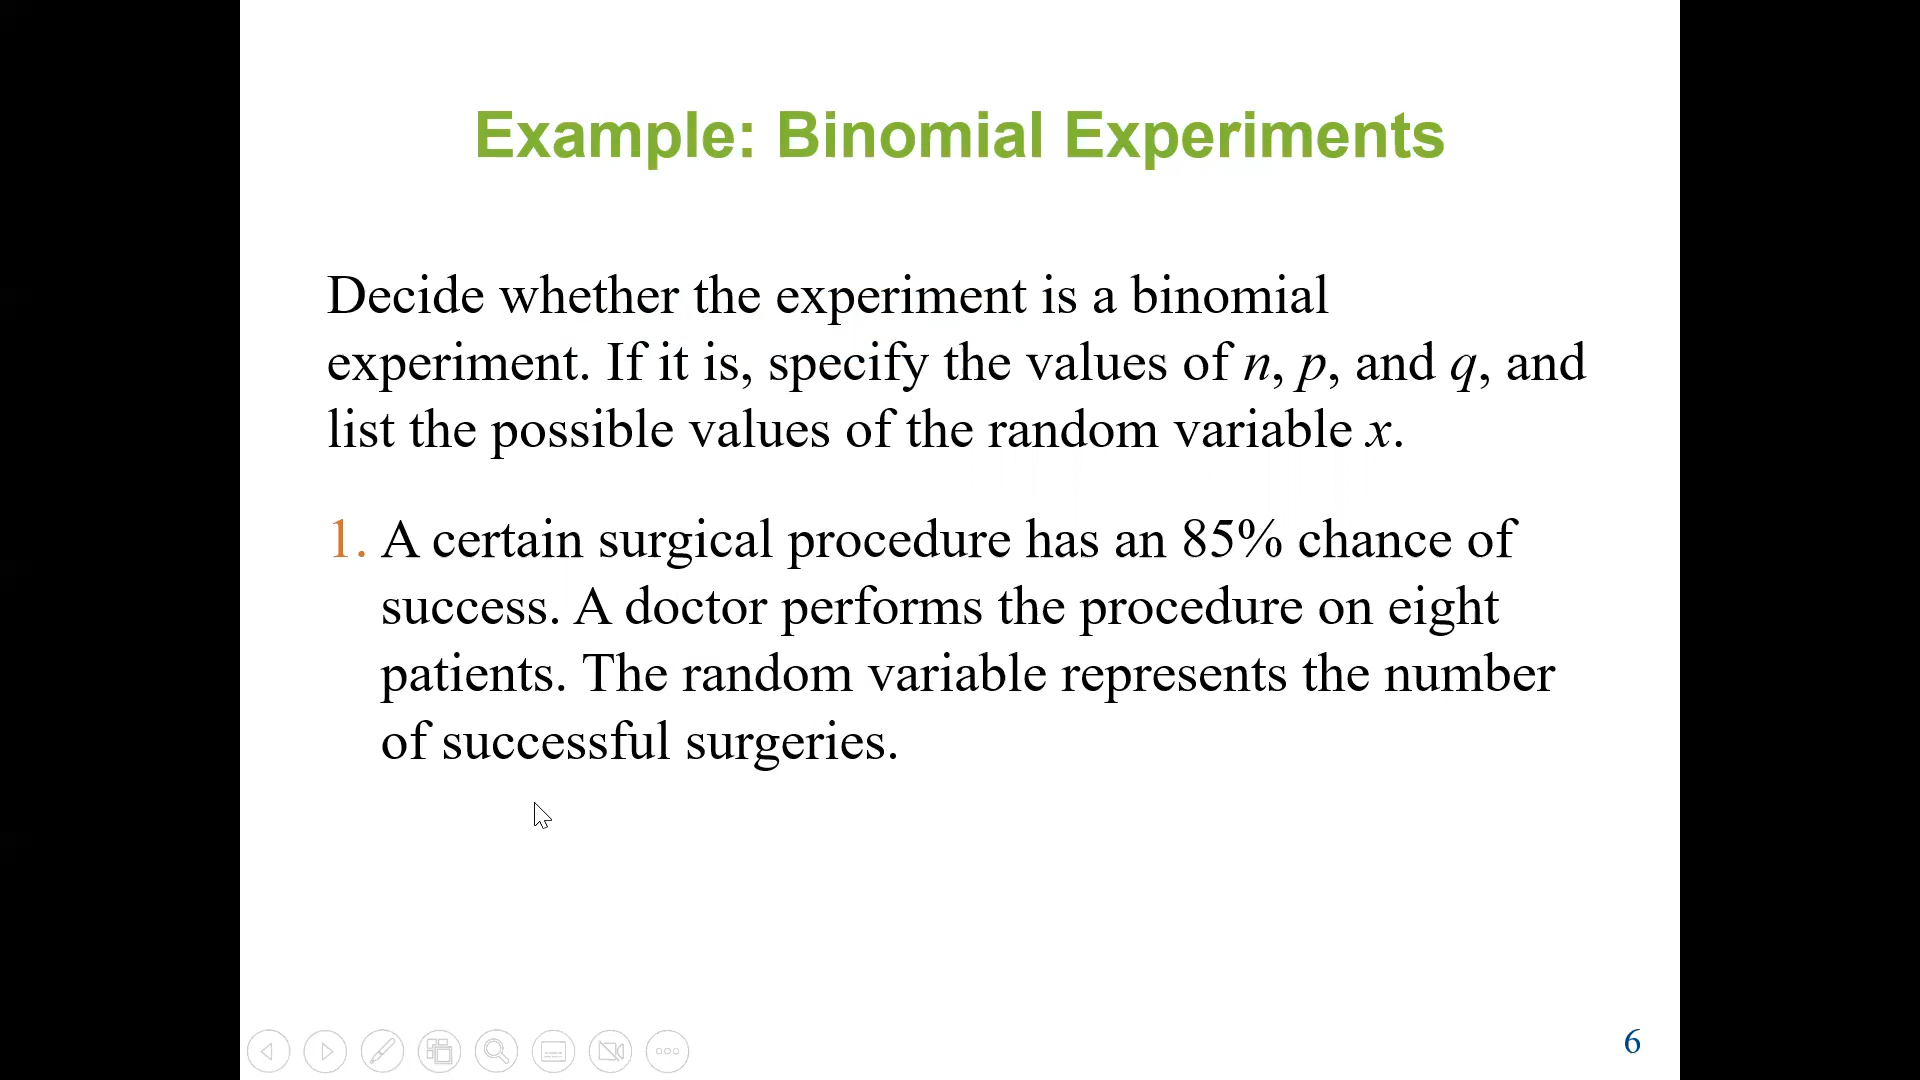 Example: Binomial Experiments
Decide whether the experiment is a binomial
experiment. If it is, specify the values of n, p, and q, and
list the possible values of the random variable x.
1. A certain surgical procedure has an 85% chance of
success. A doctor performs the procedure on eight
patients. The random variable represents the number
of successful surgeries.
6